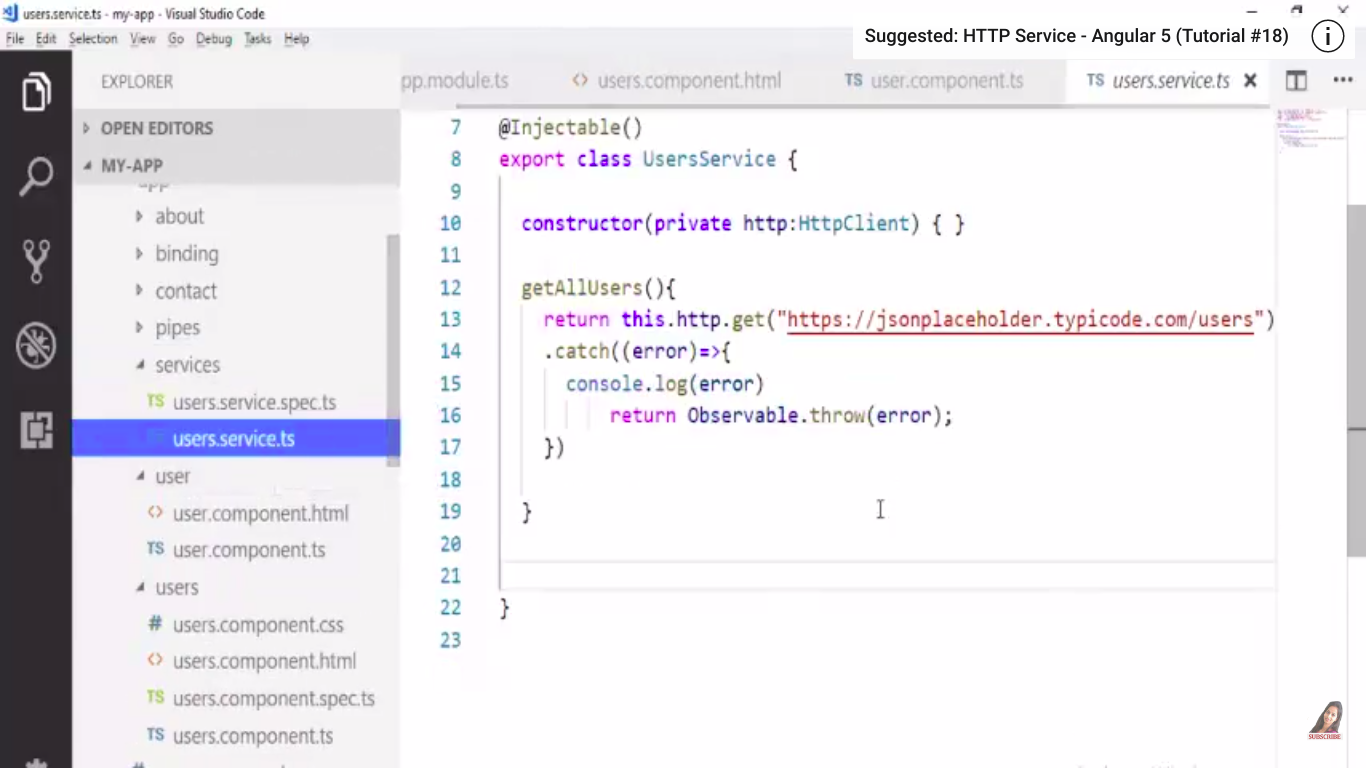 users.service.ts - my-app - Visual Studio Code
File Edit Selection View Go Debug Tasks Help
Suggested: HTTP Service - Angular 5 (Tutorial #18)
EXPLORER
pp.module.ts
<> users.component.html
TS user.component.ts
TS users.service.ts
OPEN EDITORS
MY-APP
app
about
binding
contact
pipes
services
TS users.service.spec.ts
users.service.ts
user
<> user.component.html
TS user.component.ts
users
# users.component.css
<> users.component.html
TS users.component.spec.ts
TS users.component.ts
7 @Injectable()
8 export class UsersService {
9
10 constructor(private http:HttpClient) { }
11
12 getAllUsers(){
13 return this.http.get("https://jsonplaceholder.typicode.com/users")
14 .catch((error)=>{
15 console.log(error)
16 return Observable.throw(error);
17 })
18
19 }
20
21
22 }
23
SUBSCRIBE